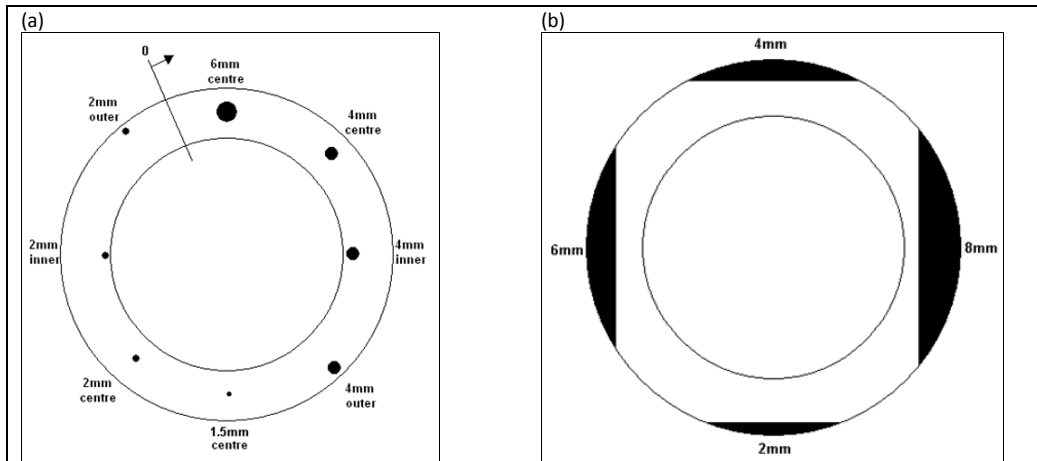 (a)
(b)
0
6mm
centre
2mm
outer
4mm
centre
2mm
inner
4mm
inner
2mm
centre
4mm
outer
1.5mm
centre
4mm
6mm
8mm
2mm